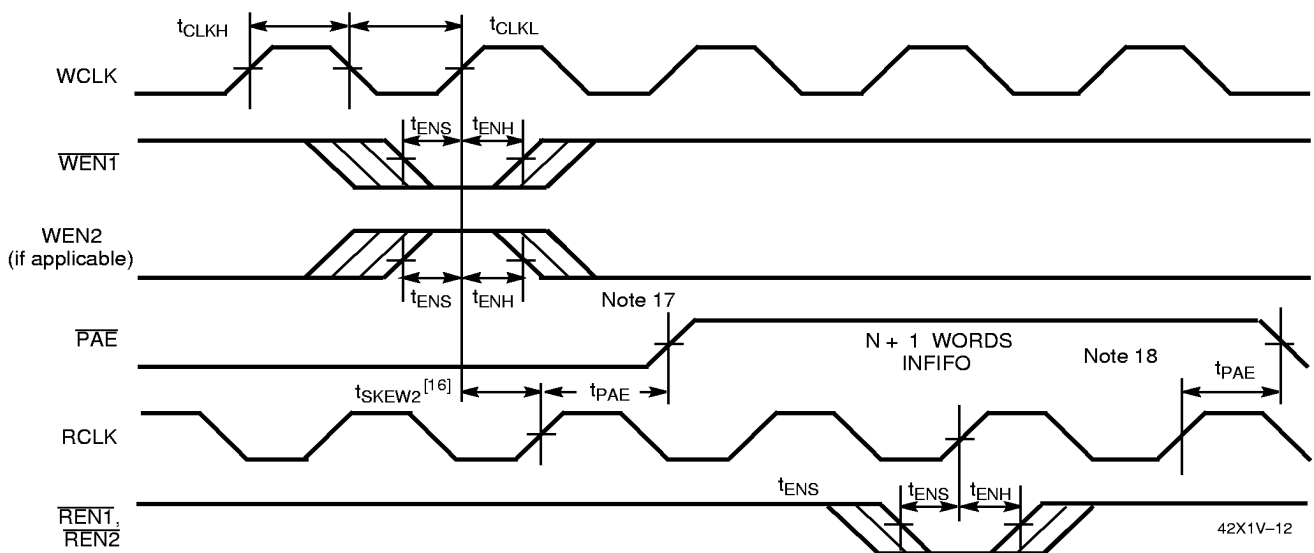 tCLKH
tCLKL
WCLK
tENS
tENH
WEN1
WEN2
(if applicable)
tENS
tENH
Note 17
PAE
N + 1 WORDS
INFIFO
Note 18
tSKEW2[16]
tPAE
tPAE
RCLK
tENS
tENS
tENH
REN1,
REN2
42X1V–12